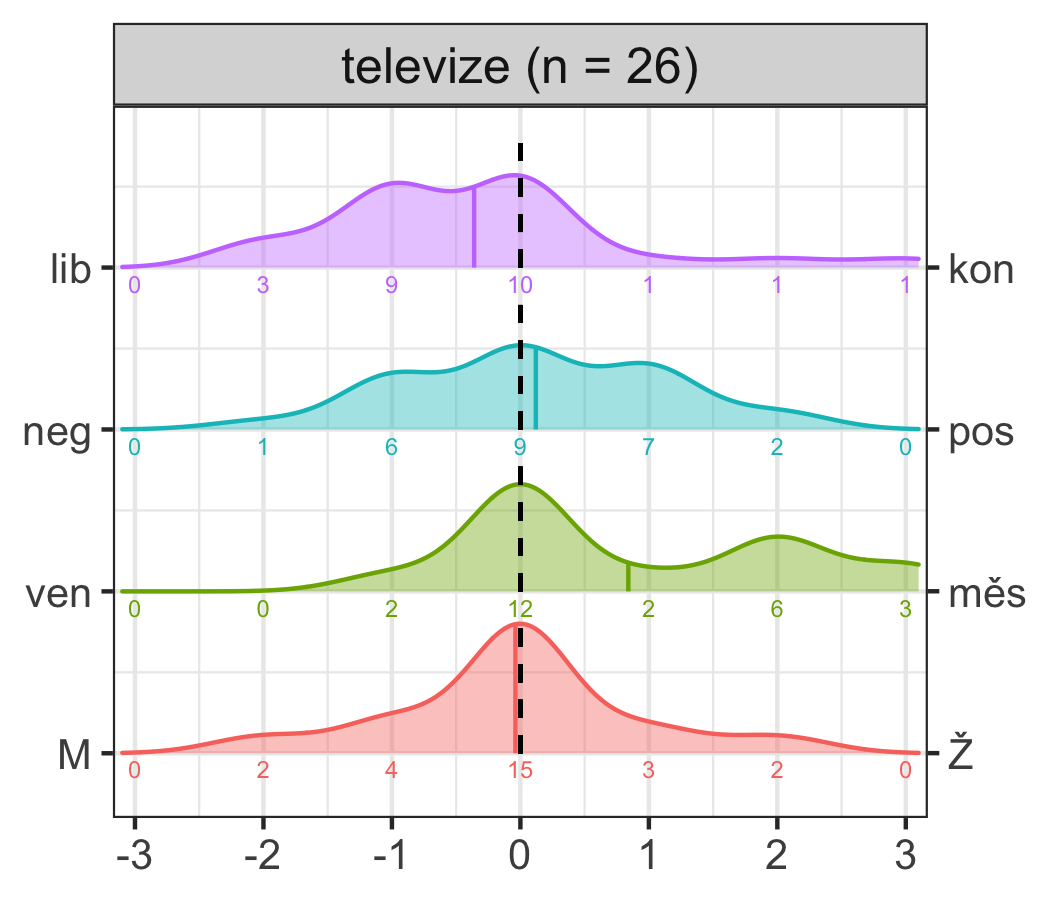 televize (n = 26)
lib kon
0 3 9 10 1 1 1
neg pos
0 1 6 9 7 2 0
ven měs
0 0 2 12 2 6 3
M Ž
0 2 4 15 3 2 0
-3 -2 -1 0 1 2 3